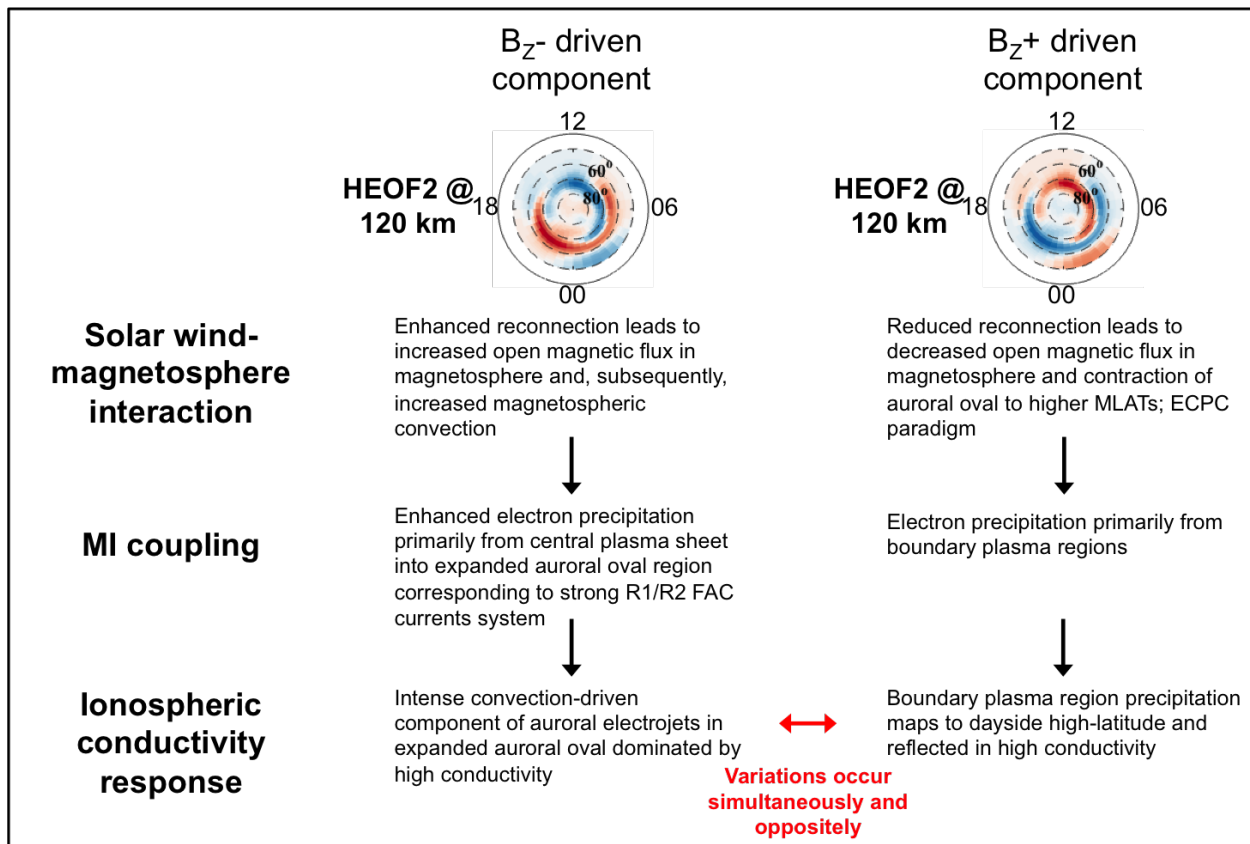 B_Z- driven
component
B_Z+ driven
component
12
12
60°
80°
HEOF2 @
120 km
18
06
00
60°
80°
HEOF2 @
120 km
18
06
00
Solar wind-
magnetosphere
interaction
Enhanced reconnection leads to
increased open magnetic flux in
magnetosphere and, subsequently,
increased magnetospheric
convection
Reduced reconnection leads to
decreased open magnetic flux in
magnetosphere and contraction of
auroral oval to higher MLATs; ECPC
paradigm
MI coupling
Enhanced electron precipitation
primarily from central plasma sheet
into expanded auroral oval region
corresponding to strong R1/R2 FAC
currents system
Electron precipitation primarily from
boundary plasma regions
Ionospheric
conductivity
response
Intense convection-driven
component of auroral electrojets in
expanded auroral oval dominated by
high conductivity
Boundary plasma region precipitation
maps to dayside high-latitude and
reflected in high conductivity
Variations occur
simultaneously and
oppositely